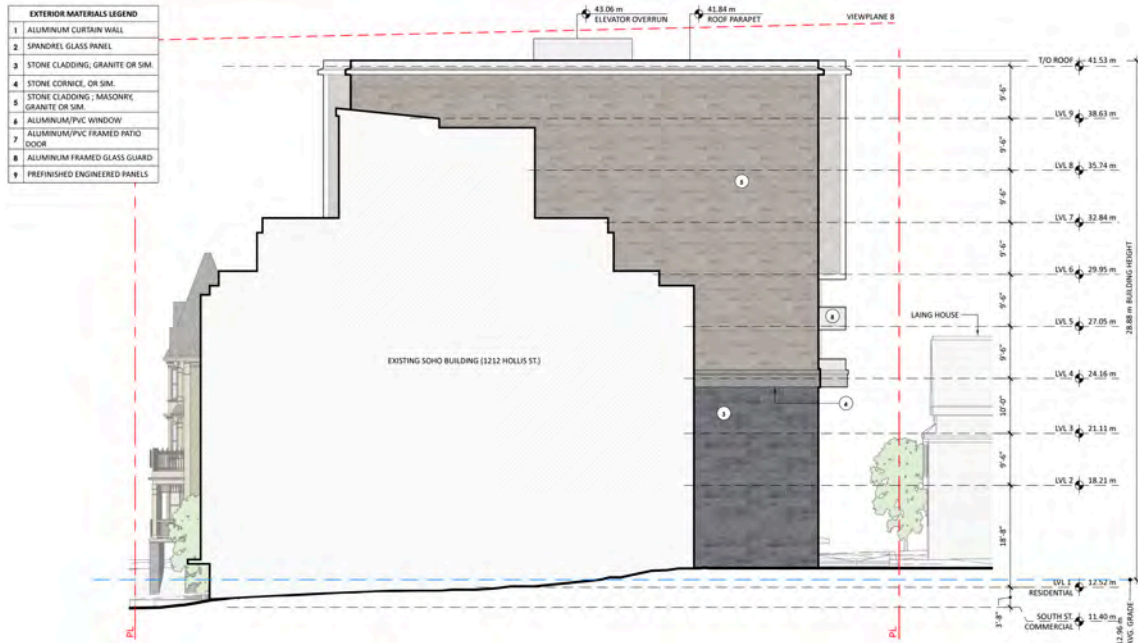 EXTERIOR MATERIALS LEGEND
1 ALUMINUM CURTAIN WALL
2 SPANDREL GLASS PANEL
3 STONE CLADDING; GRANITE OR SIM.
4 STONE CORNICE, OR SIM.
5 STONE CLADDING ; MASONRY,
GRANITE OR SIM.
6 ALUMINUM/PVC WINDOW
7 ALUMINUM/PVC FRAMED PATIO
DOOR
8 ALUMINUM FRAMED GLASS GUARD
9 PREFINISHED ENGINEERED PANELS
43.06 m
ELEVATOR OVERRUN
41.84 m
ROOF PARAPET
VIEWPLANE 8
T/O ROOF 41.53 m
9'-6"
LVL 9 38.63 m
9'-6"
LVL 8 35.74 m
5
9'-6"
LVL 7 32.84 m
9'-6"
LVL 6 29.95 m
28.88 m BUILDING HEIGHT
9'-6"
8
LAING HOUSE
LVL 5 27.05 m
9'-6"
EXISTING SOHO BUILDING (1212 HOLLIS ST.)
LVL 4 24.16 m
4
3
10'-0"
LVL 3 21.11 m
9'-6"
LVL 2 18.21 m
18'-8"
LVL 1 12.52 m
RESIDENTIAL
3'-8"
SOUTH ST.
COMMERCIAL
11.40 m
12.96 m
AVG. GRADE
PL
PL